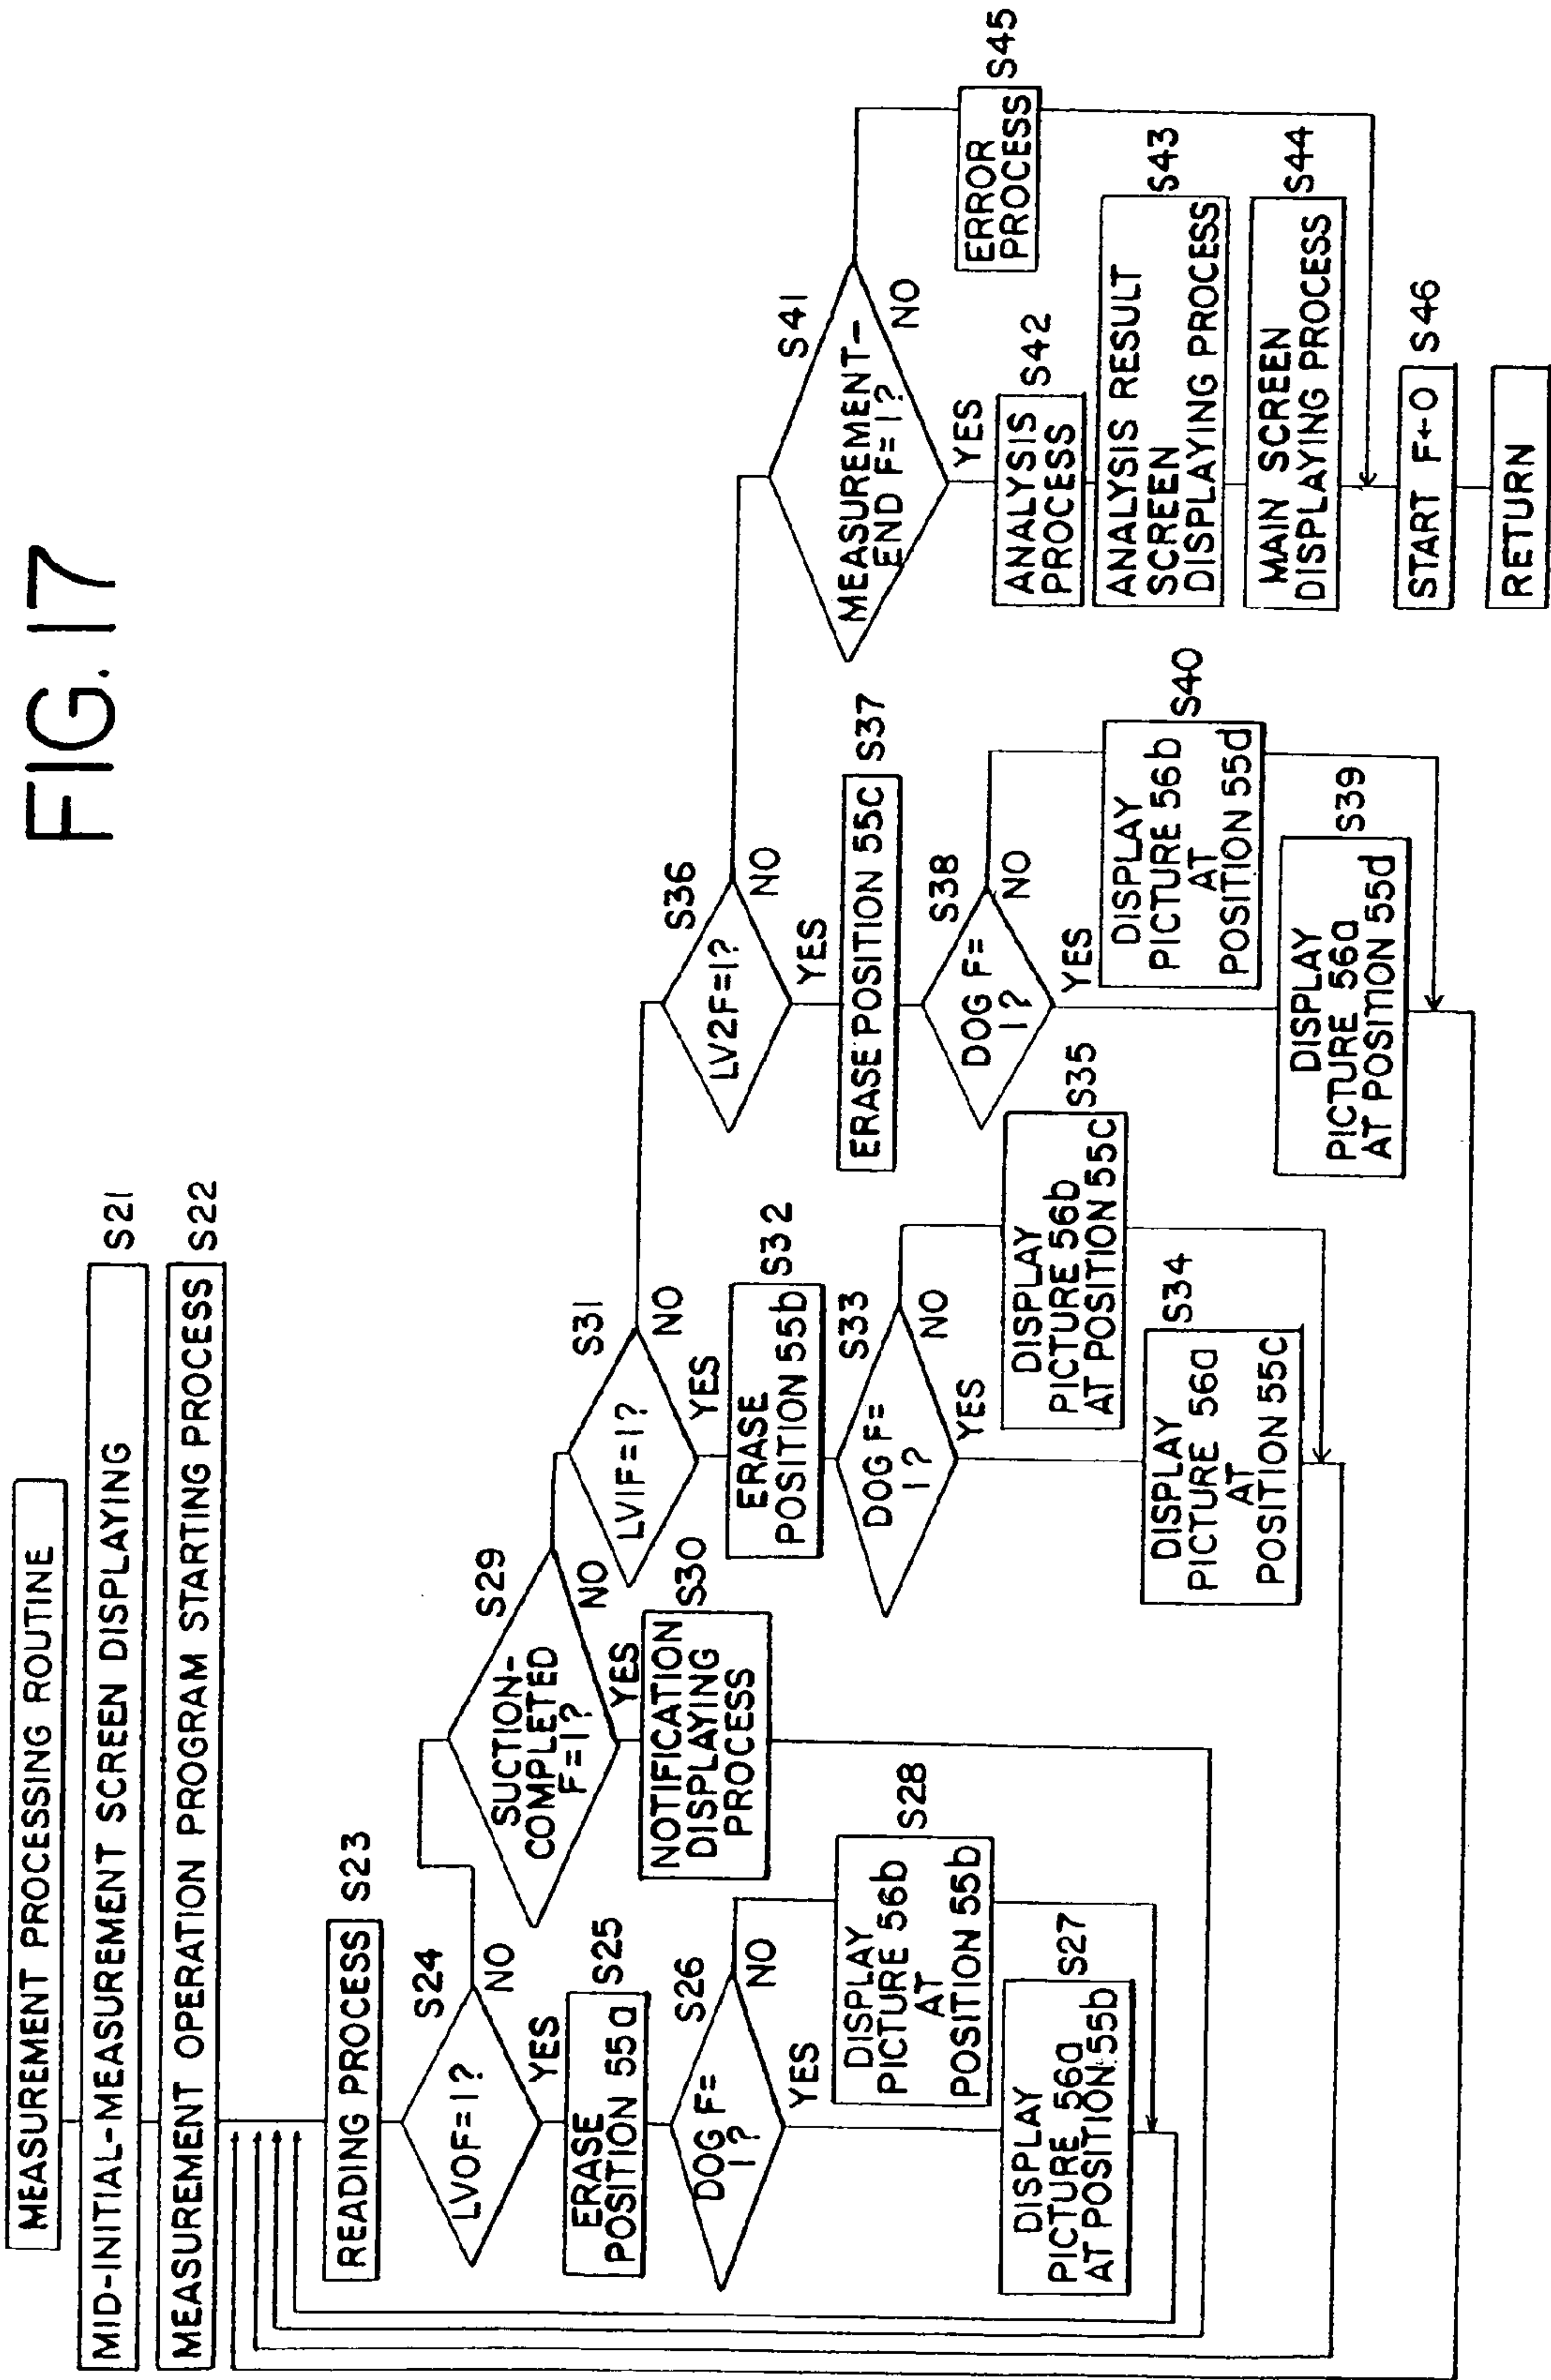 FIG. 17
MEASUREMENT PROCESSING ROUTINE
MID-INITIAL-MEASUREMENT SCREEN DISPLAYING
S21
MEASUREMENT OPERATION PROGRAM STARTING PROCESS
S22
READING PROCESS
S23
S24
LV0F=1?
NO
YES
ERASE
POSITION 55a
S25
S26
DOG F=
1?
NO
YES
DISPLAY
PICTURE 56b
AT
POSITION 55b
S28
DISPLAY
PICTURE 56a
AT POSITION 55b
S27
S29
SUCTION-
COMPLETED
F=1?
NO
YES
NOTIFICATION
DISPLAYING
PROCESS
S30
S31
LV1F=1?
NO
YES
ERASE
POSITION 55b
S32
S33
DOG F=
1?
NO
YES
DISPLAY
PICTURE 56b
AT POSITION 55C
S35
DISPLAY
PICTURE 56a
AT
POSITION 55C
S34
S36
LV2F=1?
NO
YES
ERASE POSITION 55C
S37
S38
DOG F=
1?
NO
YES
DISPLAY
PICTURE 56b
AT
POSITION 55d
S40
DISPLAY
PICTURE 56a
AT POSITION 55d
S39
S41
MEASUREMENT-
END F=1?
NO
YES
ANALYSIS
PROCESS
S42
ERROR
PROCESS
S45
ANALYSIS RESULT
SCREEN
DISPLAYING PROCESS
S43
MAIN SCREEN
DISPLAYING PROCESS
S44
START F←0
S46
RETURN